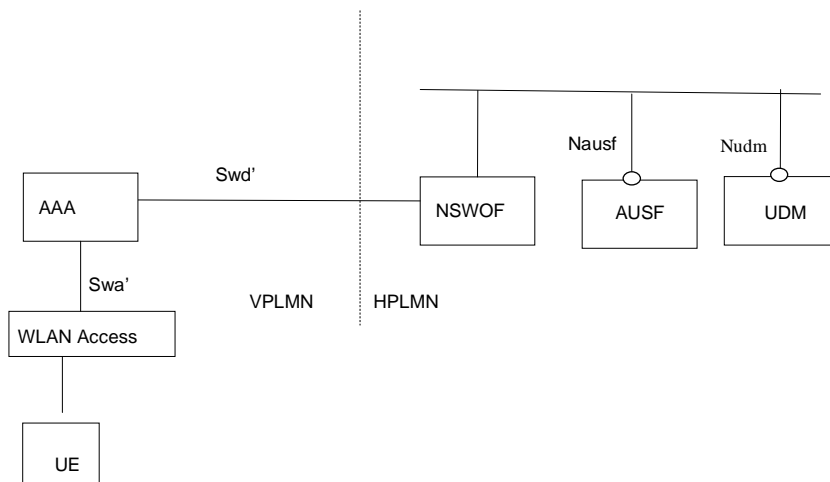 Nausf
Nudm
Swd’
AAA
NSWOF
AUSF
UDM
Swa’
VPLMN
HPLMN
WLAN Access
UE